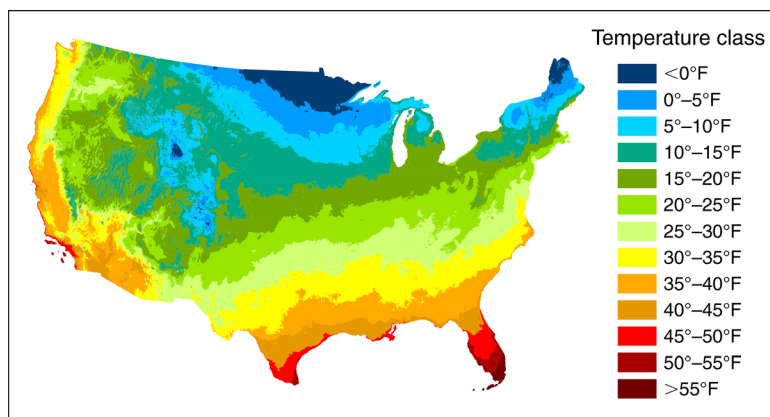 Temperature class
<0°F
0°–5°F
5°–10°F
10°–15°F
15°–20°F
20°–25°F
25°–30°F
30°–35°F
35°–40°F
40°–45°F
45°–50°F
50°–55°F
>55°F